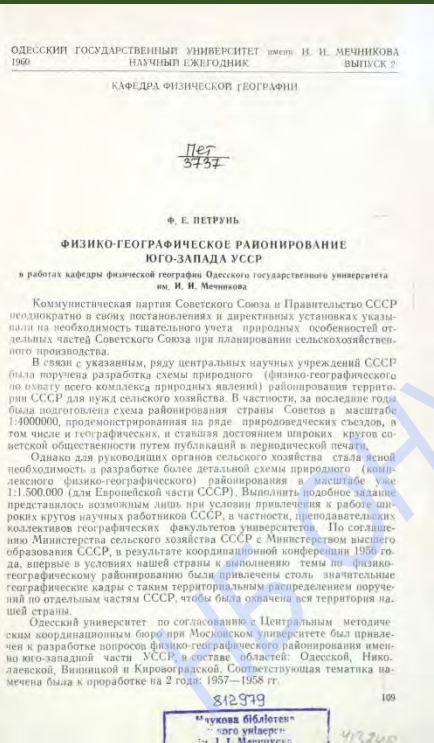 ОДЕССКИЙ ГОСУДАРСТВЕННЫЙ УНИВЕРСИТЕТ имени И. И. МЕЧНИКОВА
1960 НАУЧНЫЙ ЕЖЕГОДНИК ВЫПУСК 2
КАФЕДРА ФИЗИЧЕСКОЙ ГЕОГРАФИИ
Пет
3737
Ф. Е. ПЕТРУНЬ
ФИЗИКО-ГЕОГРАФИЧЕСКОЕ РАЙОНИРОВАНИЕ
ЮГО-ЗАПАДА УССР
в работах кафедры физической географии Одесского государственного университета
им. И. И. Мечникова
Коммунистическая партия Советского Союза и Правительство СССР
неоднократно в своих постановлениях и директивных установках указы-
вали на необходимость тщательного учета природных особенностей от-
дельных частей Советского Союза при планировании сельскохозяйствен-
ного производства.
В связи с указанным, ряду центральных научных учреждений СССР
была поручена разработка схемы природного (физико-географического
по охвату всего комплекса природных явлений) районирования террито-
рии СССР для нужд сельского хозяйства. В частности, за последние годы
была подготовлена схема районирования страны Советов в масштабе
1:4000000, продемонстрированная на ряде природоведческих съездов, в
том числе и географических, и ставшая достоянием широких кругов со-
ветской общественности путем публикаций в периодической печати.
Однако для руководящих органов сельского хозяйства стала ясной
необходимость в разработке более детальной схемы природного (комп-
лексного физико-географического) районирования в масштабе уже
1:1.500.000 (для Европейской части СССР). Выполнить подобное задание
представилось возможным лишь при условии привлечения к работе ши-
роких кругов научных работников СССР, в частности, преподавательских
коллективов географических факультетов университетов. По соглаше-
нию Министерства сельского хозяйства СССР с Министерством высшего
образования СССР, в результате координационной конференции 1956 го-
да, впервые в условиях нашей страны к выполнению темы по физико-
географическому районированию были привлечены столь значительные
географические кадры с таким территориальным распределением поруче-
ний по отдельным частям СССР, чтобы была охвачена вся территория на-
шей страны.
Одесский университет по согласованию с Центральным методиче
ским координационным бюро при Московском университете был привле-
чен к разработке вопросов физико-географического районирования имен-
но юго-западной части УССР, в составе областей: Одесской, Нико-
лаевской, Винницкой и Кировоградской. Соответствующая тематика на-
мечена была к проработке на 2 года: 1957—1958 гг.
812979
109
Наукова бібліотека
ного універси
ім. І. І. Мечникова